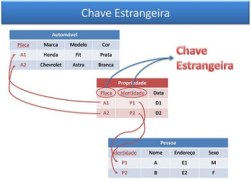 Chave Estrangeira
Automóvel
Placa Marca Modelo Cor
A1 Honda Fit Prata
A2 Chevrolet Astra Branca
Chave
Estrangeira
Propriedade
Placa Identidade Data
A1 P1 D1
A2 P1 D2
Pessoa
Identidade Nome Endereço Sexo
P1 A E1 M
P2 B E2 F